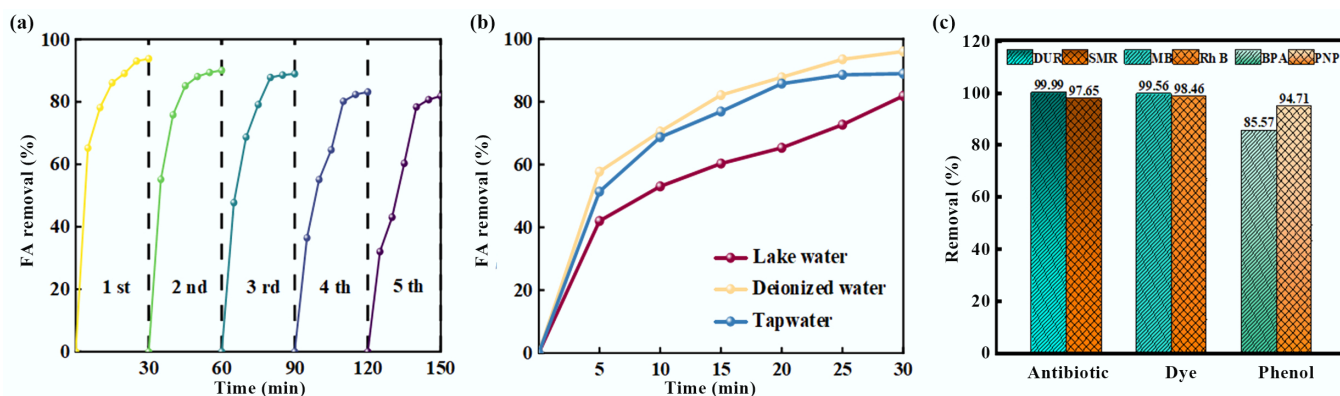 (a)
FA removal (%)
100
80
60
40
20
0
1 st
2 nd
3 rd
4 th
5 th
30
60
90
120
150
Time (min)
(b)
FA removal (%)
100
80
60
40
20
0
Lake water
Deionized water
Tapwater
5
10
15
20
25
30
Time (min)
(c)
Removal (%)
120
100
80
60
40
20
0
DUR SMR MB Rh B BPA PNP
99.99
97.65
99.56
98.46
85.57
94.71
Antibiotic
Dye
Phenol